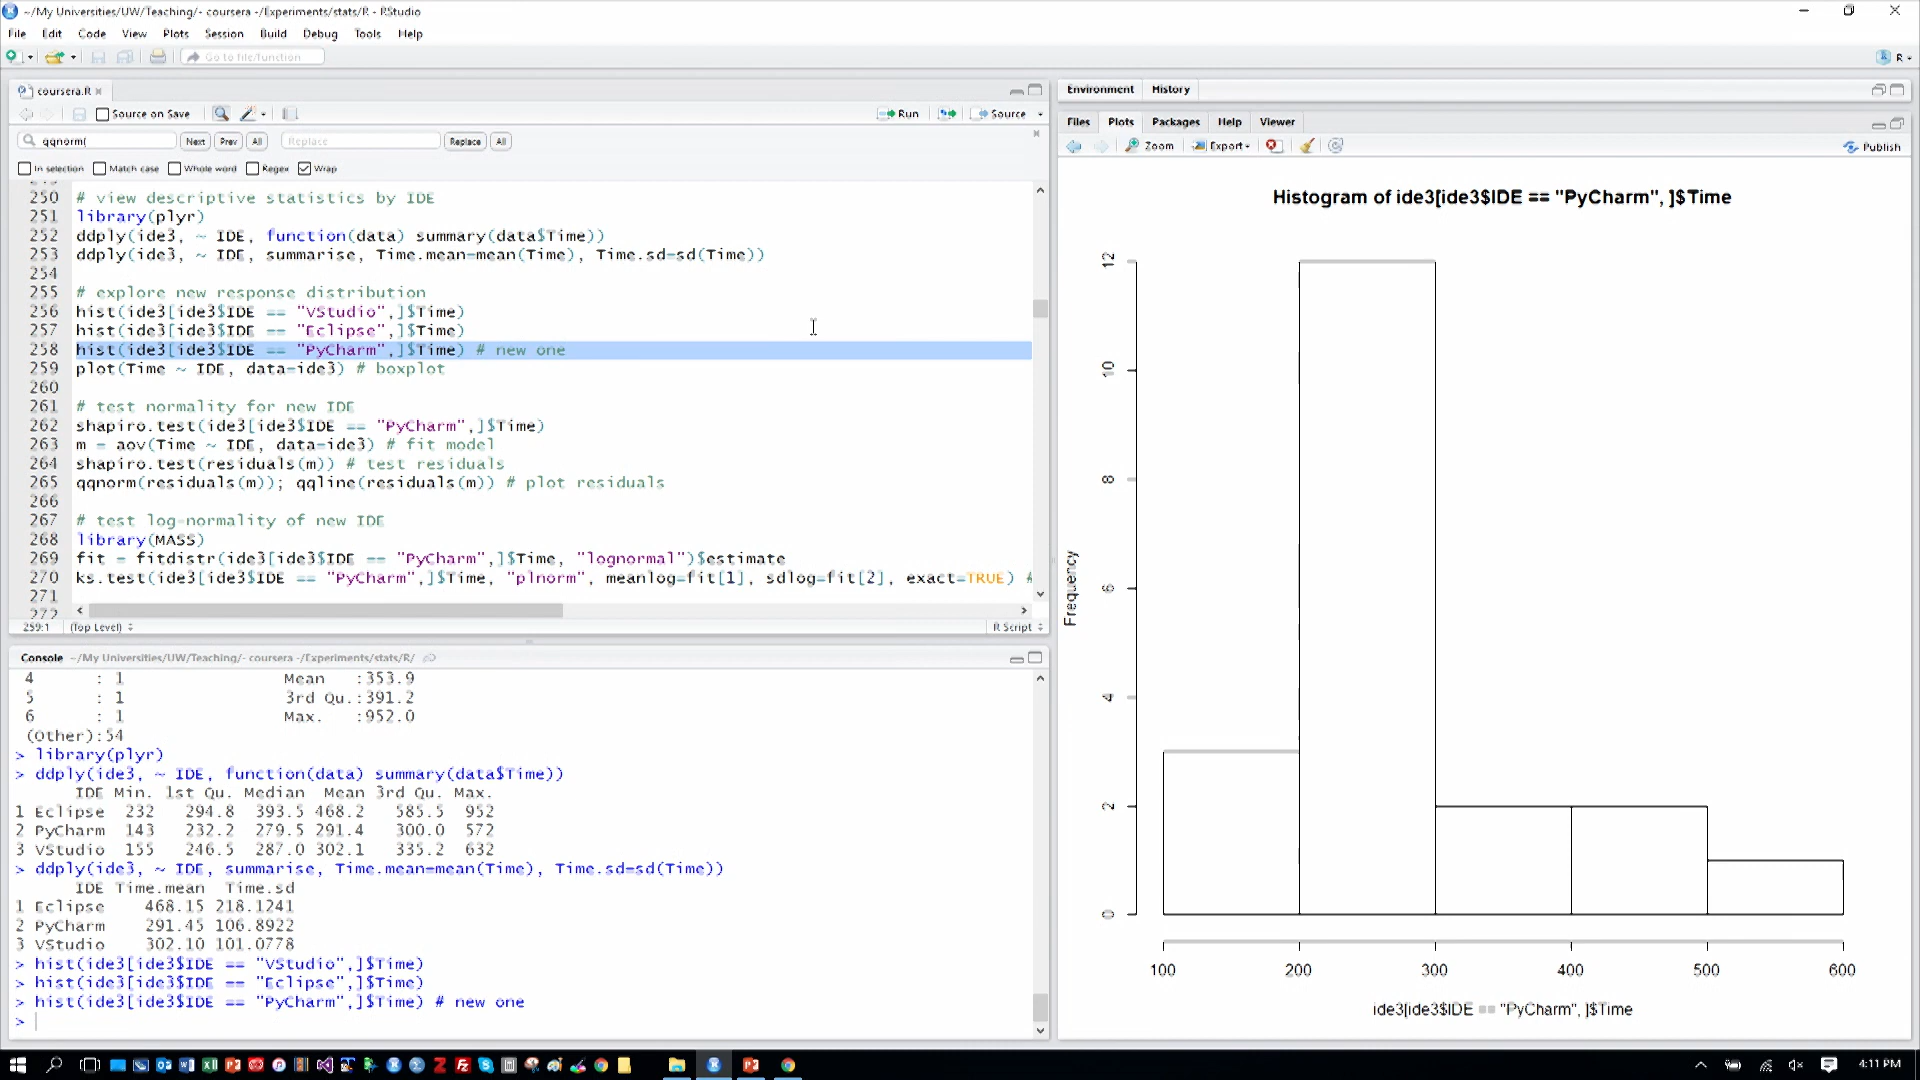 ~/My Universities/UW/Teaching/- coursera -/Experiments/stats/R - RStudio
File Edit Code View Plots Session Build Debug Tools Help
Go to file/function
R
coursera.R
Source on Save
Run
Source
qqnorm(
Next Prev All
Replace
Replace All
In selection Match case Whole word Regex Wrap
250 # view descriptive statistics by IDE
251 library(plyr)
252 ddply(ide3, ~ IDE, function(data) summary(data$Time))
253 ddply(ide3, ~ IDE, summarise, Time.mean=mean(Time), Time.sd=sd(Time))
254
255 # explore new response distribution
256 hist(ide3[ide3$IDE == "VStudio",]$Time)
257 hist(ide3[ide3$IDE == "Eclipse",]$Time)
258 hist(ide3[ide3$IDE == "PyCharm",]$Time) # new one
259 plot(Time ~ IDE, data=ide3) # boxplot
260
261 # test normality for new IDE
262 shapiro.test(ide3[ide3$IDE == "PyCharm",]$Time)
263 m = aov(Time ~ IDE, data=ide3) # fit model
264 shapiro.test(residuals(m)) # test residuals
265 qqnorm(residuals(m)); qqline(residuals(m)) # plot residuals
266
267 # test log-normality of new IDE
268 library(MASS)
269 fit = fitdistr(ide3[ide3$IDE == "PyCharm",]$Time, "lognormal")$estimate
270 ks.test(ide3[ide3$IDE == "PyCharm",]$Time, "plnorm", meanlog=fit[1], sdlog=fit[2], exact=TRUE) #
271
272
259:1 (Top Level) R Script
Console ~/My Universities/UW/Teaching/- coursera -/Experiments/stats/R/
4 : 1 Mean :353.9
5 : 1 3rd Qu.:391.2
6 : 1 Max. :952.0
(Other):54
> library(plyr)
> ddply(ide3, ~ IDE, function(data) summary(data$Time))
IDE Min. 1st Qu. Median Mean 3rd Qu. Max.
1 Eclipse 232 294.8 393.5 468.2 585.5 952
2 PyCharm 143 232.2 279.5 291.4 300.0 572
3 VStudio 155 246.5 287.0 302.1 335.2 632
> ddply(ide3, ~ IDE, summarise, Time.mean=mean(Time), Time.sd=sd(Time))
IDE Time.mean Time.sd
1 Eclipse 468.15 218.1241
2 PyCharm 291.45 106.8922
3 VStudio 302.10 101.0778
> hist(ide3[ide3$IDE == "VStudio",]$Time)
> hist(ide3[ide3$IDE == "Eclipse",]$Time)
> hist(ide3[ide3$IDE == "PyCharm",]$Time) # new one
>
Environment History
Files Plots Packages Help Viewer
Zoom Export Publish
Histogram of ide3[ide3$IDE == "PyCharm", ]$Time
Frequency
12
10
8
6
4
2
0
100 200 300 400 500 600
ide3[ide3$IDE == "PyCharm", ]$Time
4:11 PM